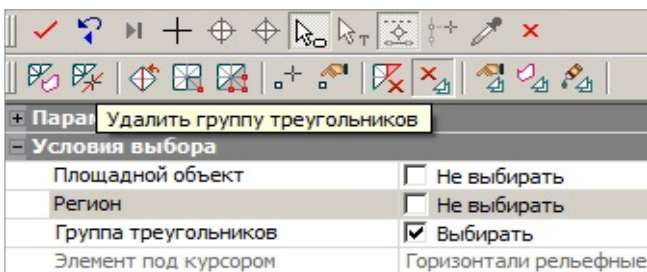 Парам
Удалить группу треугольников
Условия выбора
Площадной объект Не выбирать
Регион Не выбирать
Группа треугольников Выбирать
Элемент под курсором Горизонтали рельефные